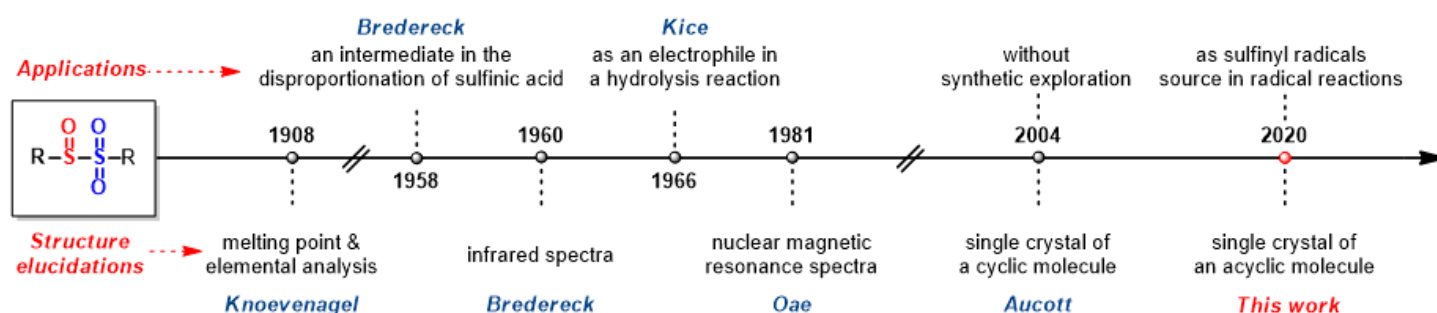 Bredereck
Kice
an intermediate in the
as an electrophile in
without
as sulfinyl radicals
Applications
disproportionation of sulfinic acid
a hydrolysis reaction
synthetic exploration
source in radical reactions
O O
R–S–S–R
O
1908
1958
1960
1966
1981
2004
2020
Structure
elucidations
melting point &
elemental analysis
Knoevenagel
infrared spectra
Bredereck
nuclear magnetic
resonance spectra
Oae
single crystal of
a cyclic molecule
Aucott
single crystal of
an acyclic molecule
This work